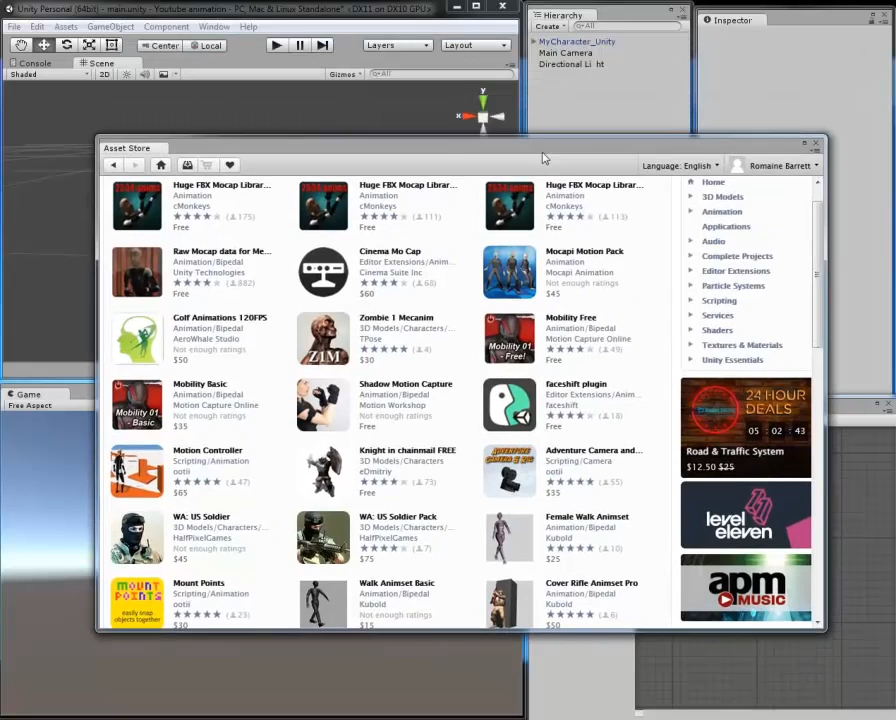 Unity Personal (64bit) - main.unity - Youtube animation - PC, Mac & Linux Standalone* <DX11 on DX10 GPU>
File Edit Assets GameObject Component Window Help
Center Local Layers Layout
Console Scene
Shaded 2D Gizmos All
Hierarchy
Create All
MyCharacter_Unity
Main Camera
Directional Li ht
Inspector
y
x
Game
Free Aspect
Asset Store
Language: English Romaine Barrett
Huge FBX Mocap Librar...
Animation
cMonkeys
(175)
Free
Huge FBX Mocap Librar...
Animation
cMonkeys
(111)
Free
Huge FBX Mocap Librar...
Animation
cMonkeys
(113)
Free
Raw Mocap data for Me...
Animation/Bipedal
Unity Technologies
(882)
Free
Cinema Mo Cap
Editor Extensions/Anim...
Cinema Suite Inc
(68)
$60
Mocapi Motion Pack
Animation
Mocapi Animation
Not enough ratings
$45
Golf Animations 120FPS
Animation/Bipedal
AeroWhale Studio
Not enough ratings
$50
ZIM
Zombie 1 Mecanim
3D Models/Characters/...
TPose
(4)
$30
Mobility 01
- Free!
Mobility Free
Animation/Bipedal
Motion Capture Online
(49)
Free
Mobility 01
- Basic
Mobility Basic
Animation/Bipedal
Motion Capture Online
Not enough ratings
$35
Shadow Motion Capture
Animation/Bipedal
Motion Workshop
Not enough ratings
Free
faceshift plugin
Editor Extensions/Anim...
faceshift
(18)
Free
Motion Controller
Scripting/Animation
ootii
(47)
$65
Knight in chainmail FREE
3D Models/Characters
eDmitriy
(73)
Free
ADVENTURE
CAMERA & RIG
Adventure Camera and...
Scripting/Camera
ootii
(55)
$35
WA: US Soldier
3D Models/Characters/...
HalfPixelGames
Not enough ratings
$45
WA: US Soldier Pack
3D Models/Characters/...
HalfPixelGames
(7)
$75
Female Walk Animset
Animation/Bipedal
Kubold
(10)
$25
MOUNT
POINTS
easily snap
objects together
Mount Points
Scripting/Animation
ootii
(23)
$30
Walk Animset Basic
Animation/Bipedal
Kubold
Not enough ratings
$15
Cover Rifle Animset Pro
Animation/Bipedal
Kubold
(6)
$50
Home
3D Models
Animation
Applications
Audio
Complete Projects
Editor Extensions
Particle Systems
Scripting
Services
Shaders
Textures & Materials
Unity Essentials
24 HOUR
DEALS
05 : 02 : 43
Road & Traffic System
$12.50 $25
level
eleven
apm
MUSIC